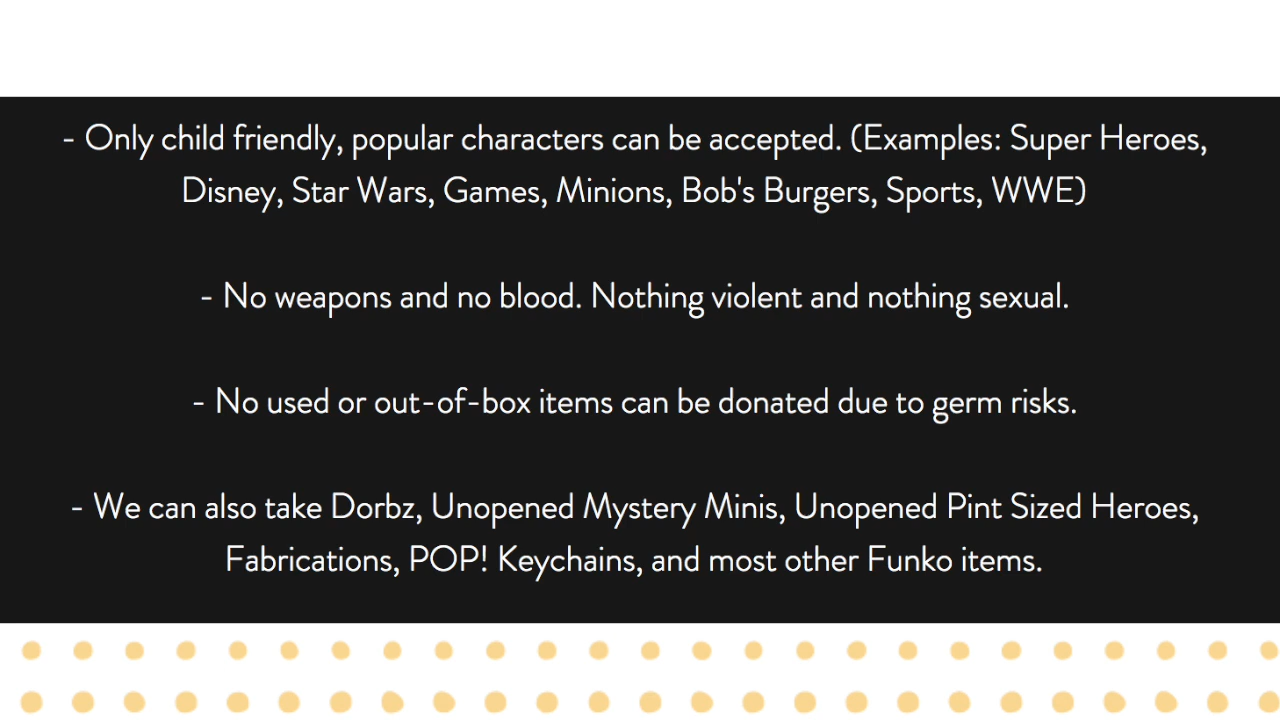 - Only child friendly, popular characters can be accepted. (Examples: Super Heroes,
Disney, Star Wars, Games, Minions, Bob's Burgers, Sports, WWE)
- No weapons and no blood. Nothing violent and nothing sexual.
- No used or out-of-box items can be donated due to germ risks.
- We can also take Dorbz, Unopened Mystery Minis, Unopened Pint Sized Heroes,
Fabrications, POP! Keychains, and most other Funko items.